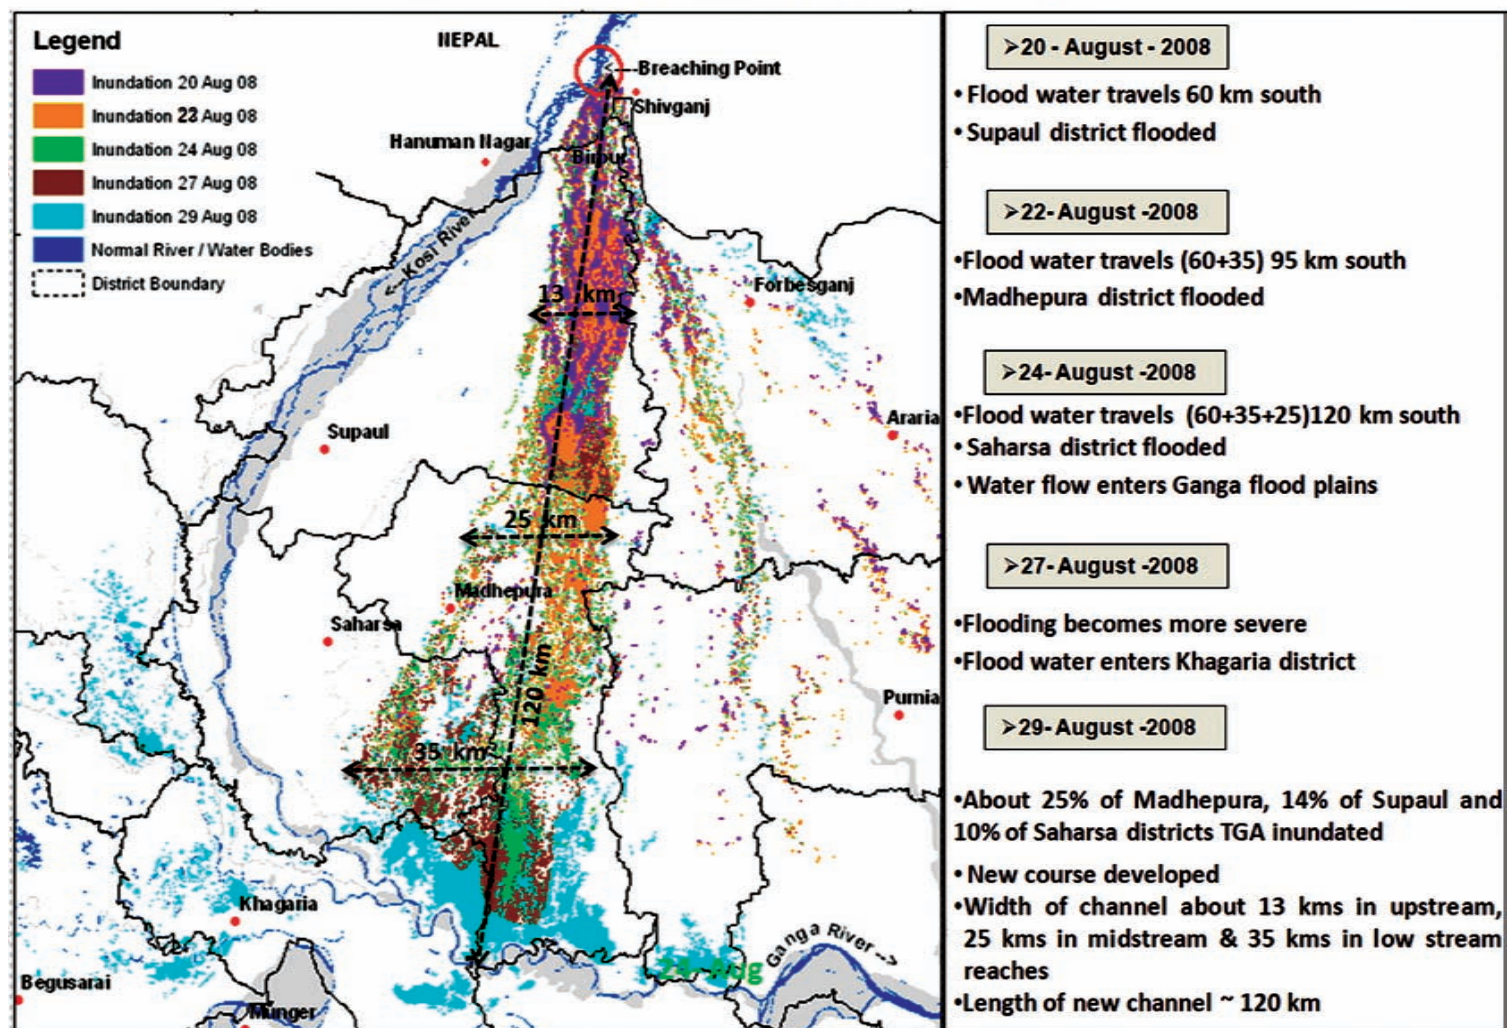 Legend
Inundation 20 Aug 08
Inundation 23 Aug 08
Inundation 24 Aug 08
Inundation 27 Aug 08
Inundation 29 Aug 08
Normal River / Water Bodies
District Boundary
NEPAL
<---Breaching Point
Shivganj
Hanuman Nagar
Birpur
<--Kosi River
13 km
Forbesganj
Supaul
Araria
25 km
Madhepura
Saharsa
120 km
Purnia
35 km
Khagaria
24-Aug
Ganga River-->
Begusarai
Munger
➢20 - August - 2008
•Flood water travels 60 km south
•Supaul district flooded
➢22- August -2008
•Flood water travels (60+35) 95 km south
•Madhepura district flooded
➢24- August -2008
•Flood water travels (60+35+25)120 km south
•Saharsa district flooded
•Water flow enters Ganga flood plains
➢27- August -2008
•Flooding becomes more severe
•Flood water enters Khagaria district
➢29- August -2008
•About 25% of Madhepura, 14% of Supaul and
10% of Saharsa districts TGA inundated
•New course developed
•Width of channel about 13 kms in upstream,
25 kms in midstream & 35 kms in low stream
reaches
•Length of new channel ~ 120 km